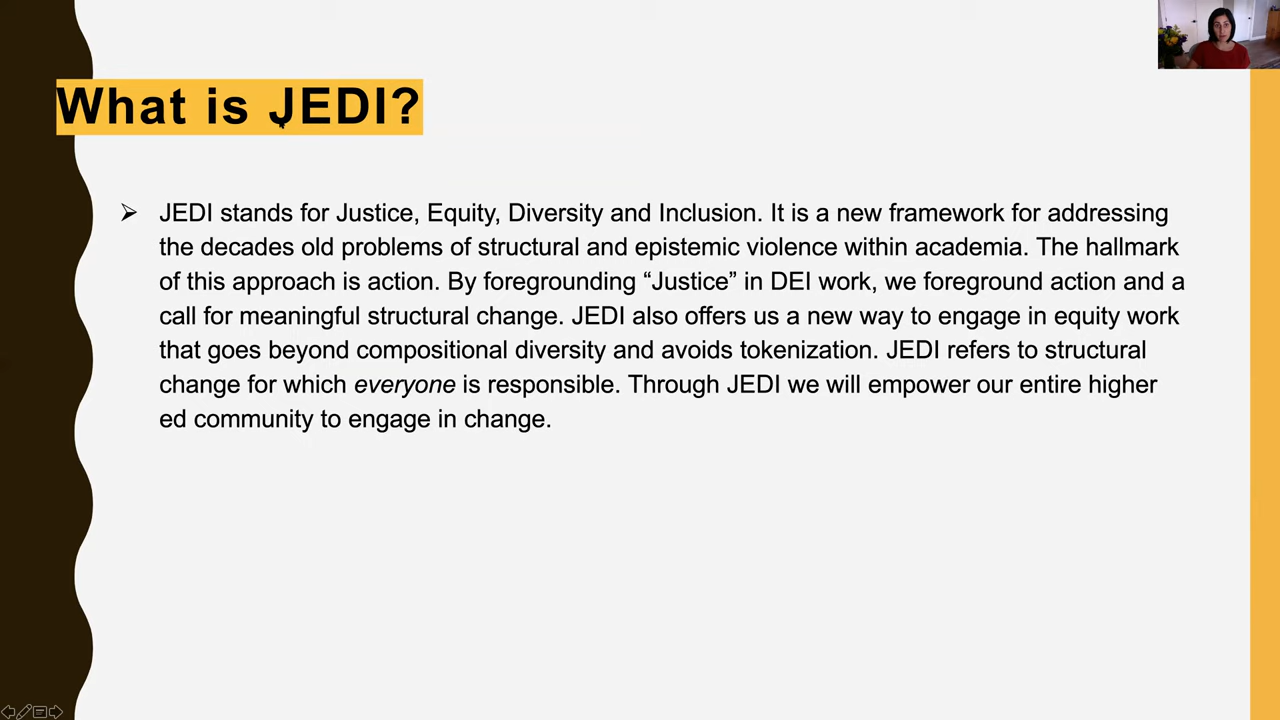 What is JEDI?
JEDI stands for Justice, Equity, Diversity and Inclusion. It is a new framework for addressing
the decades old problems of structural and epistemic violence within academia. The hallmark
of this approach is action. By foregrounding “Justice” in DEI work, we foreground action and a
call for meaningful structural change. JEDI also offers us a new way to engage in equity work
that goes beyond compositional diversity and avoids tokenization. JEDI refers to structural
change for which everyone is responsible. Through JEDI we will empower our entire higher
ed community to engage in change.